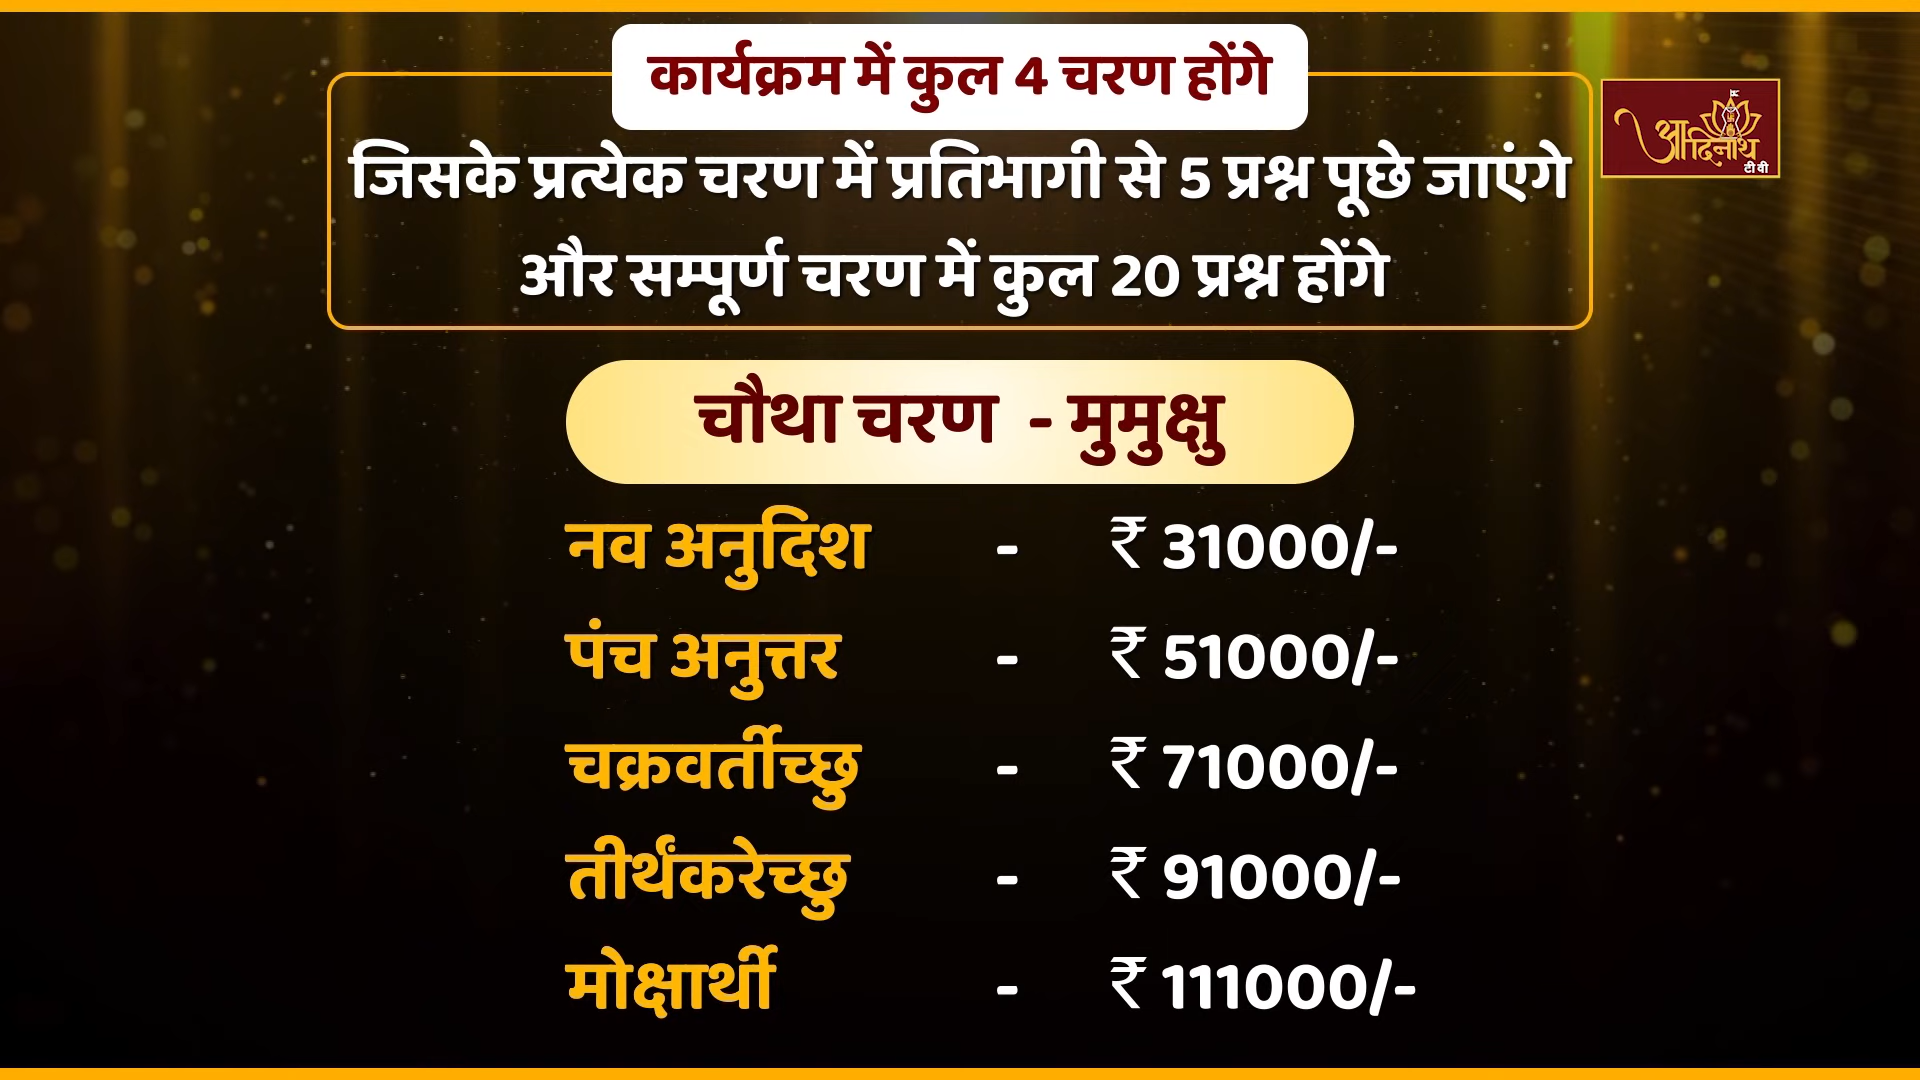 कार्यक्रम में कुल 4 चरण होंगे
जिसके प्रत्येक चरण में प्रतिभागी से 5 प्रश्न पूछे जाएंगे
और सम्पूर्ण चरण में कुल 20 प्रश्न होंगे
आदिनाथ
टी वी
चौथा चरण - मुमुक्षु
नव अनुदिश - ₹ 31000/-
पंच अनुत्तर - ₹ 51000/-
चक्रवर्तीच्छु - ₹ 71000/-
तीर्थंकरेच्छु - ₹ 91000/-
मोक्षार्थी - ₹ 111000/-